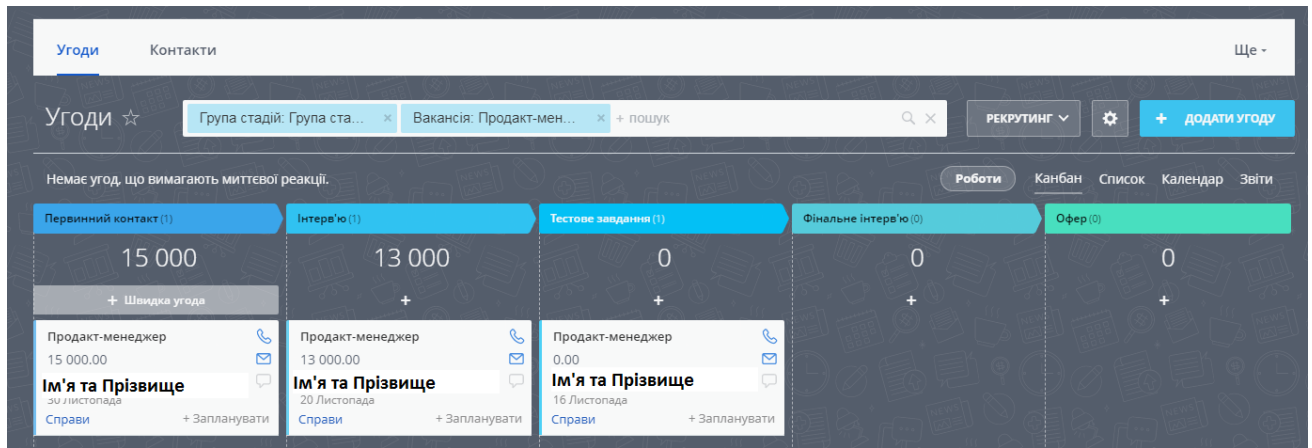 Угоди Контакти Ще
Угоди Група стадій: Група ста... × Вакансія: Продакт-мен... × + пошук РЕКРУТИНГ + ДОДАТИ УГОДУ
Немає угод, що вимагають миттєвої реакції. Роботи Канбан Список Календар Звіти
Первинний контакт (1) Інтерв'ю (1) Тестове завдання (1) Фінальне інтерв'ю (0) Офер (0)
15 000 13 000 0 0 0
+ Швидка угода + + + +
Продакт-менеджер Продакт-менеджер Продакт-менеджер
15 000.00 13 000.00 0.00
Ім'я та Прізвище Ім'я та Прізвище Ім'я та Прізвище
30 Листопада 20 Листопада 16 Листопада
Справи + Запланувати Справи + Запланувати Справи + Запланувати